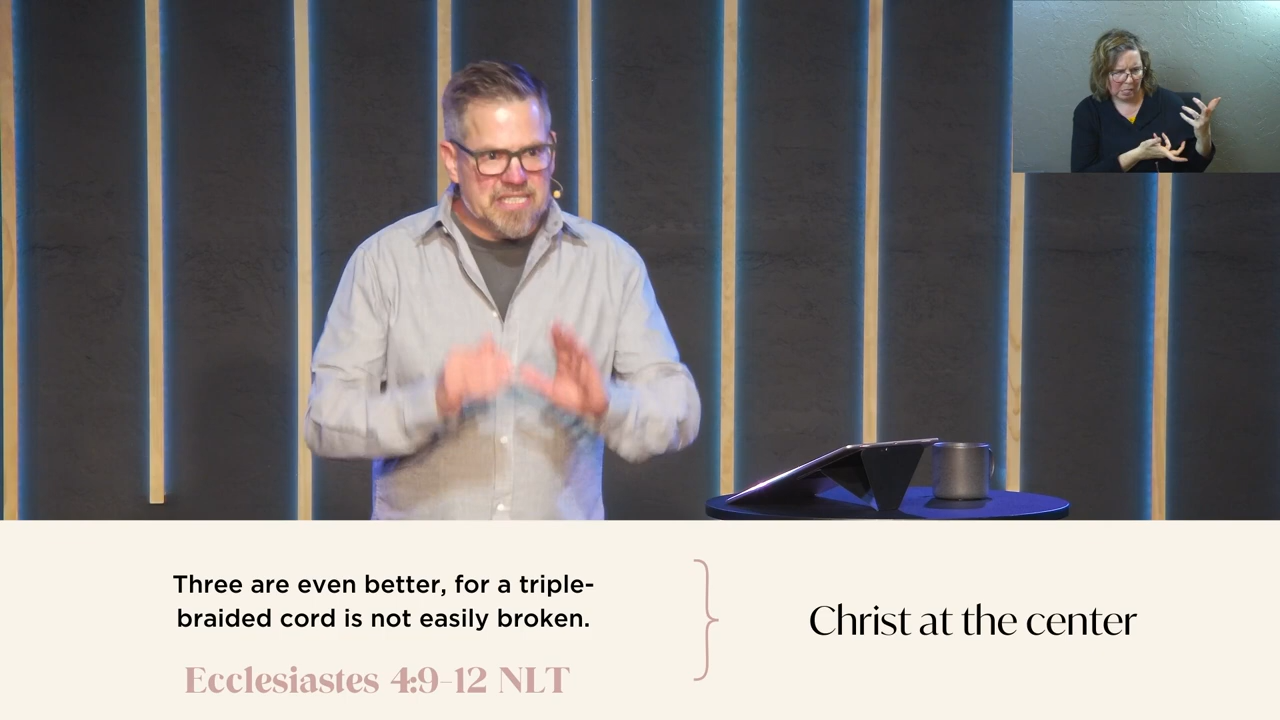 Three are even better, for a triple-
braided cord is not easily broken.
Ecclesiastes 4:9-12 NLT
Christ at the center